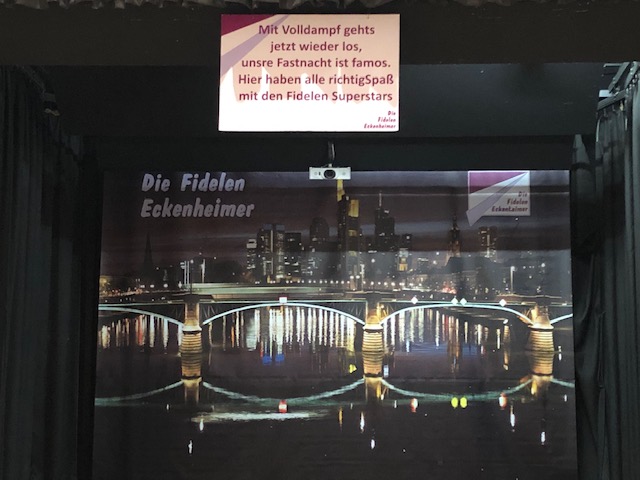 Mit Volldampf gehts
jetzt wieder los,
unsre Fastnacht ist famos.
Hier haben alle richtigSpaß
mit den Fidelen Superstars
Die
Fidelen
Eckenheimer
Die Fidelen
Eckenheimer
Die
Fidelen
Eckenheimer